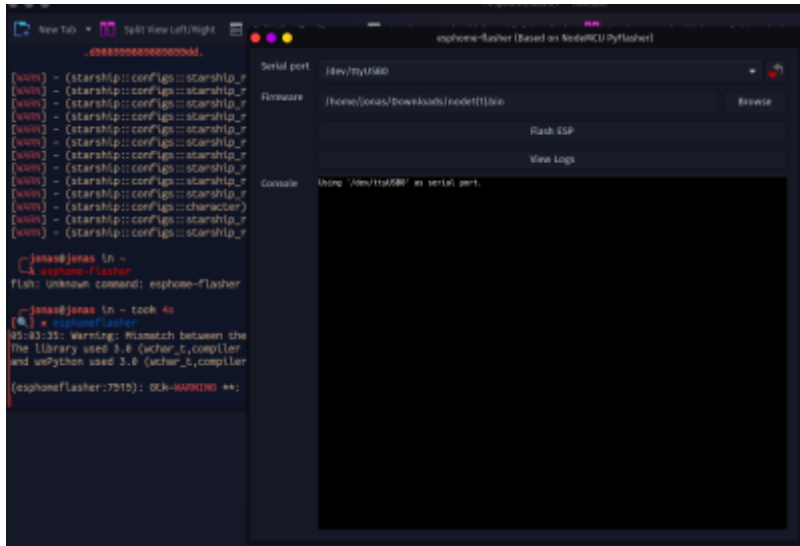 New Tab Split View Left/Right
esphome-flasher (Based on NodeMCU PyFlasher)
[WARN] - (starship::configs::starship_r
[WARN] - (starship::configs::starship_r
[WARN] - (starship::configs::starship_r
[WARN] - (starship::configs::starship_r
[WARN] - (starship::configs::starship_r
[WARN] - (starship::configs::starship_r
[WARN] - (starship::configs::starship_r
[WARN] - (starship::configs::starship_r
[WARN] - (starship::configs::starship_r
[WARN] - (starship::configs::starship_r
[WARN] - (starship::configs::character)
[WARN] - (starship::configs::starship_r
[WARN] - (starship::configs::starship_r
jonas@jonas in ~
λ esphome-flasher
fish: Unknown command: esphome-flasher
jonas@jonas in ~ took 4s
[🔍] × esphomeflasher
05:03:35: Warning: Mismatch between the
The library used 3.0 (wchar_t,compiler
and wxPython used 3.0 (wchar_t,compiler
(esphomeflasher:7919): Gtk-WARNING **:
Serial port /dev/ttyUSB0
Firmware /home/jonas/Downloads/node1(1).bin Browse
Flash ESP
View Logs
Console Using '/dev/ttyUSB0' as serial port.